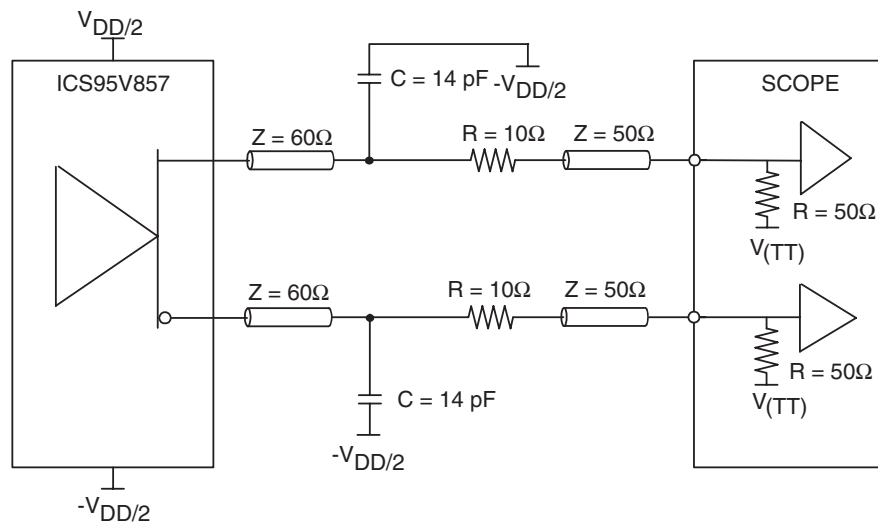 VDD/2
ICS95V857
C = 14 pF
-VDD/2
SCOPE
Z = 60Ω
R = 10Ω
Z = 50Ω
R = 50Ω
V(TT)
Z = 60Ω
R = 10Ω
Z = 50Ω
R = 50Ω
V(TT)
C = 14 pF
-VDD/2
-VDD/2